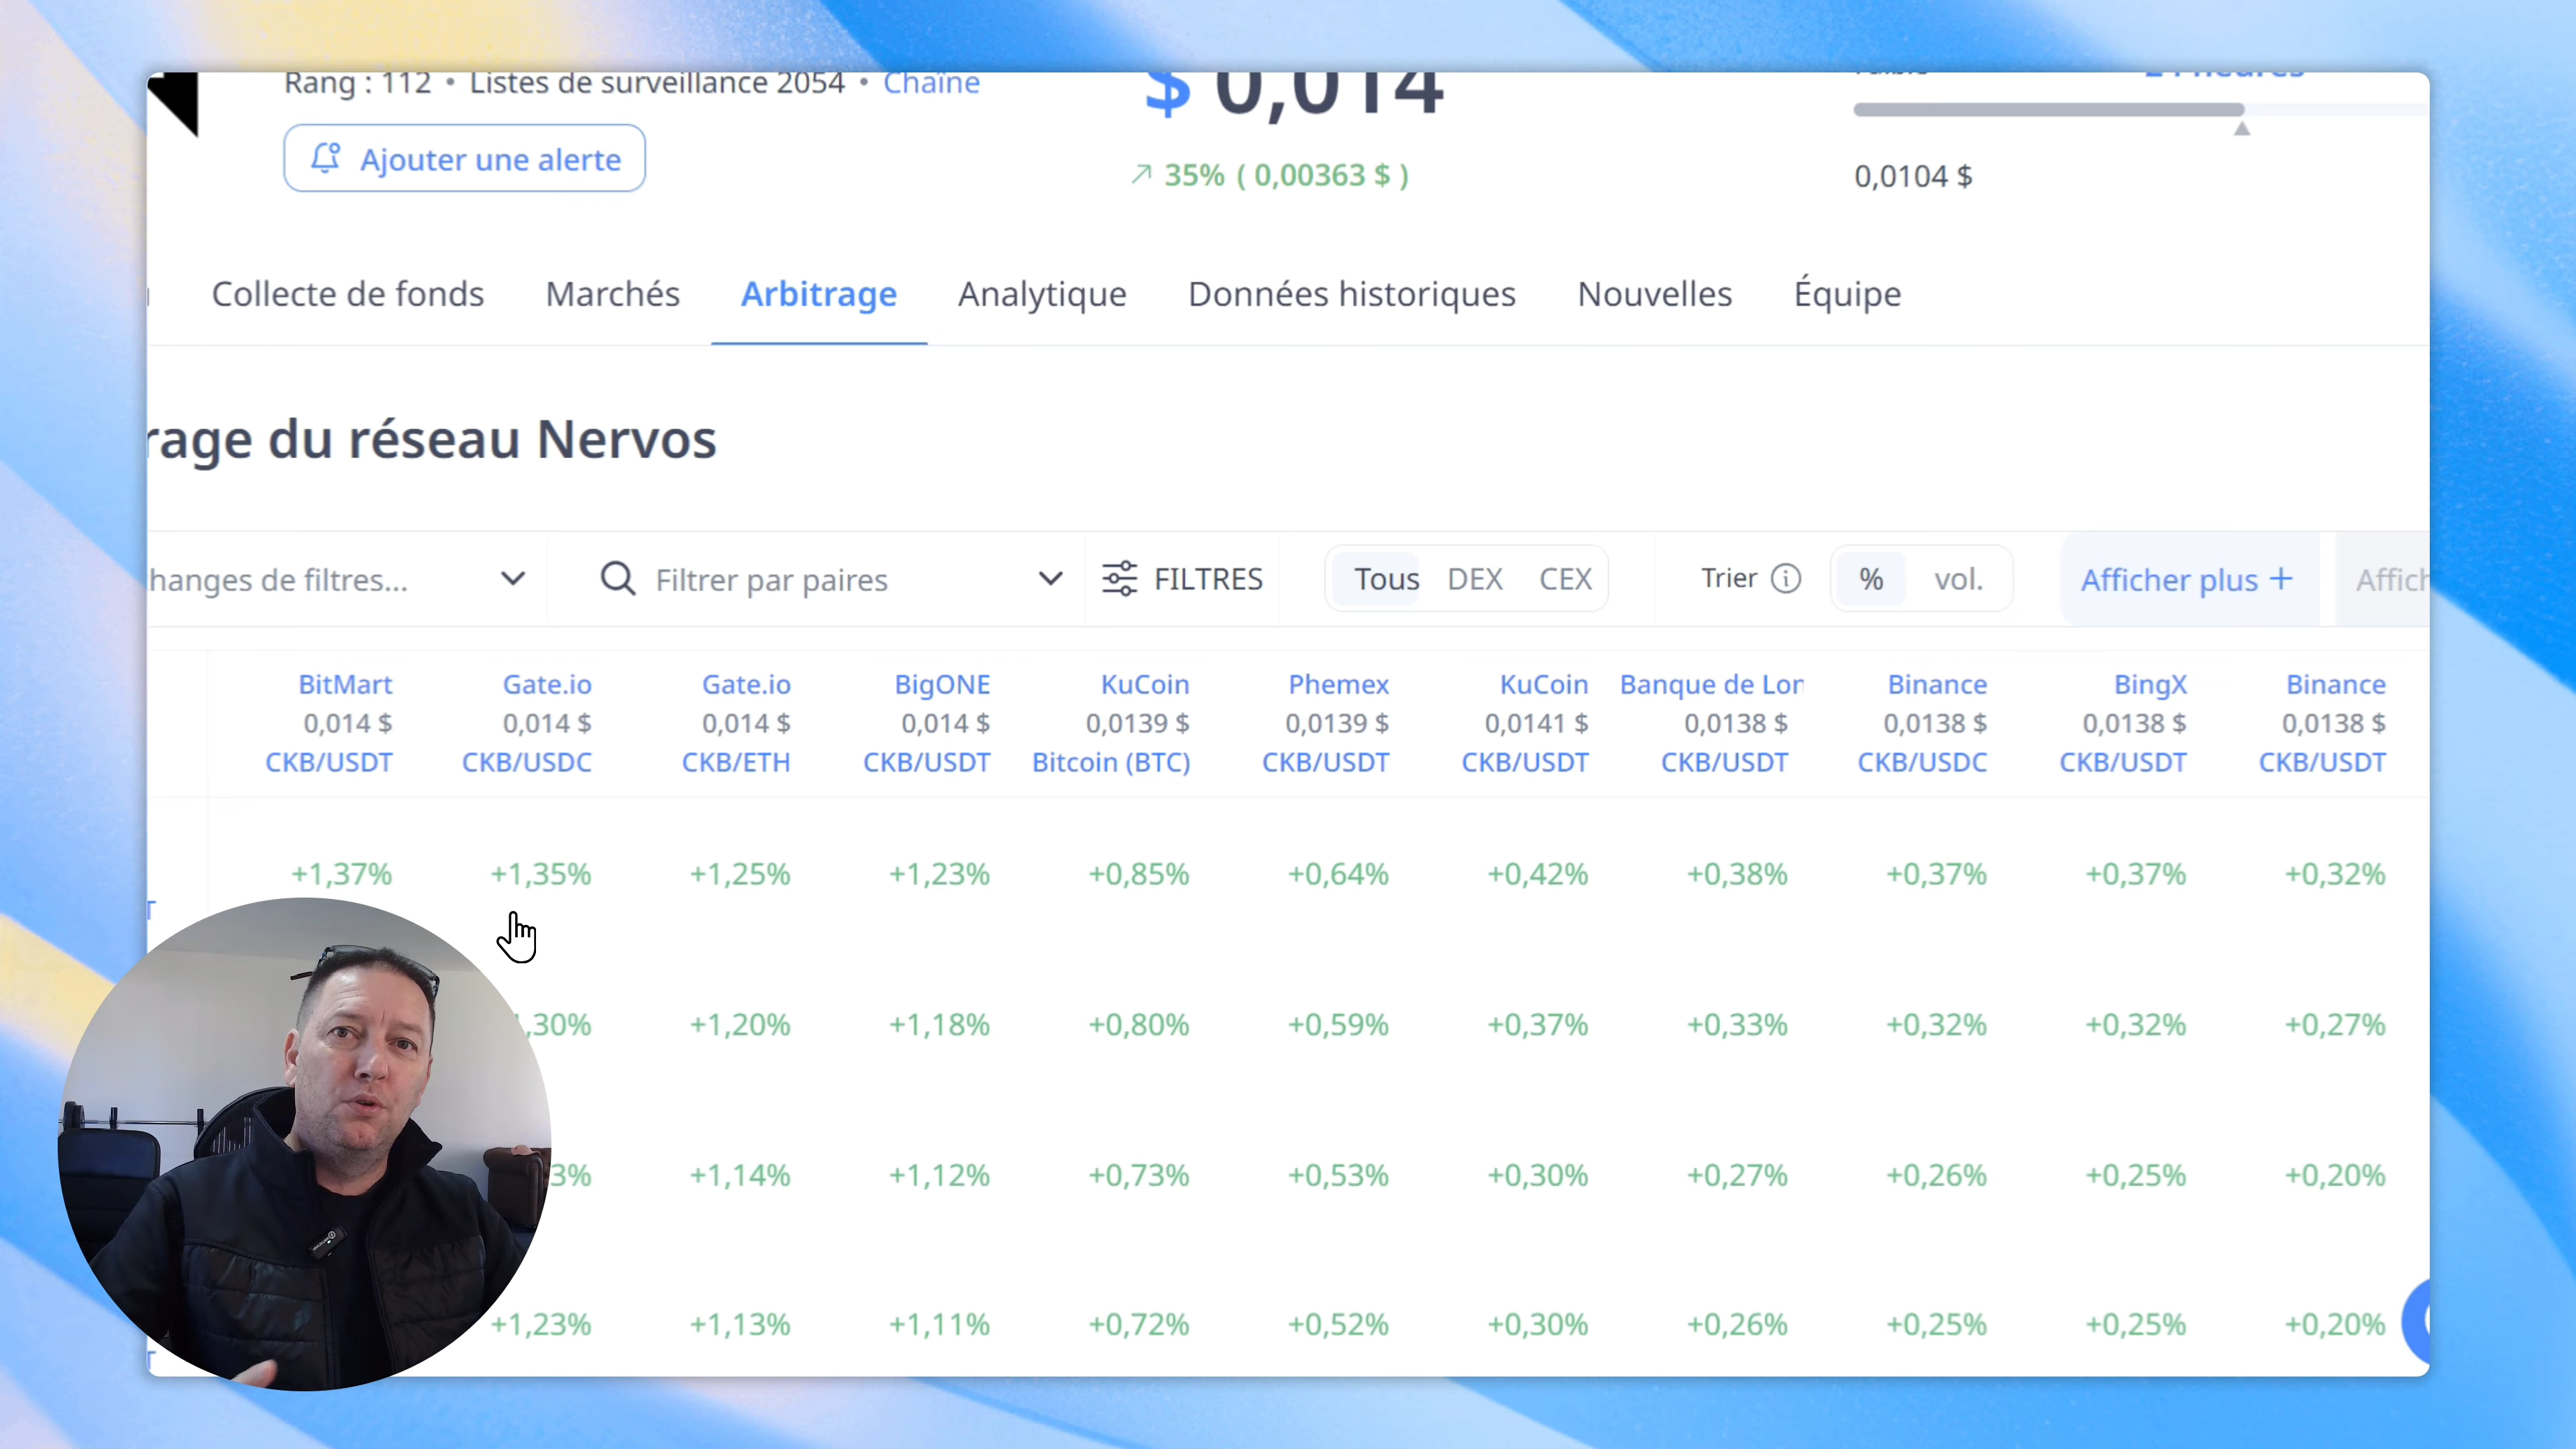 Rang : 112 • Listes de surveillance 2054 • Chaîne
$ 0,014
24 heures
Ajouter une alerte
35% ( 0,00363 $ )
0,0104 $
Collecte de fonds Marchés Arbitrage Analytique Données historiques Nouvelles Équipe
rage du réseau Nervos
hanges de filtres... Filtrer par paires FILTRES Tous DEX CEX Trier % vol. Afficher plus + Affich
BitMart Gate.io Gate.io BigONE KuCoin Phemex KuCoin Banque de Lon Binance BingX Binance
0,014 $ 0,014 $ 0,014 $ 0,014 $ 0,0139 $ 0,0139 $ 0,0141 $ 0,0138 $ 0,0138 $ 0,0138 $ 0,0138 $
CKB/USDT CKB/USDC CKB/ETH CKB/USDT Bitcoin (BTC) CKB/USDT CKB/USDT CKB/USDT CKB/USDC CKB/USDT CKB/USDT
+1,37% +1,35% +1,25% +1,23% +0,85% +0,64% +0,42% +0,38% +0,37% +0,37% +0,32%
T
,30% +1,20% +1,18% +0,80% +0,59% +0,37% +0,33% +0,32% +0,32% +0,27%
3% +1,14% +1,12% +0,73% +0,53% +0,30% +0,27% +0,26% +0,25% +0,20%
+1,23% +1,13% +1,11% +0,72% +0,52% +0,30% +0,26% +0,25% +0,25% +0,20%
T